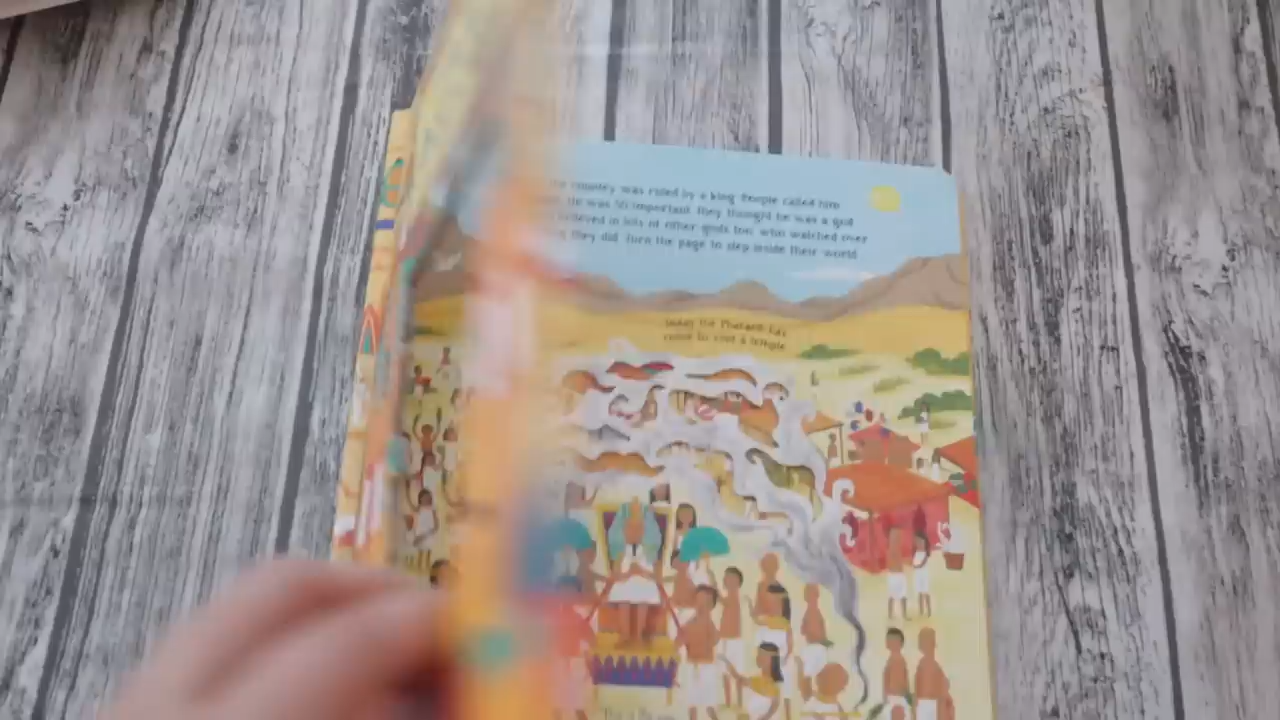 country was ruled by a king. People called him
He was so important, they thought he was a god.
believed in lots of other gods too, who watched over
they did. Turn the page to step inside their world.
Today the Pharaoh has
come to visit a temple.